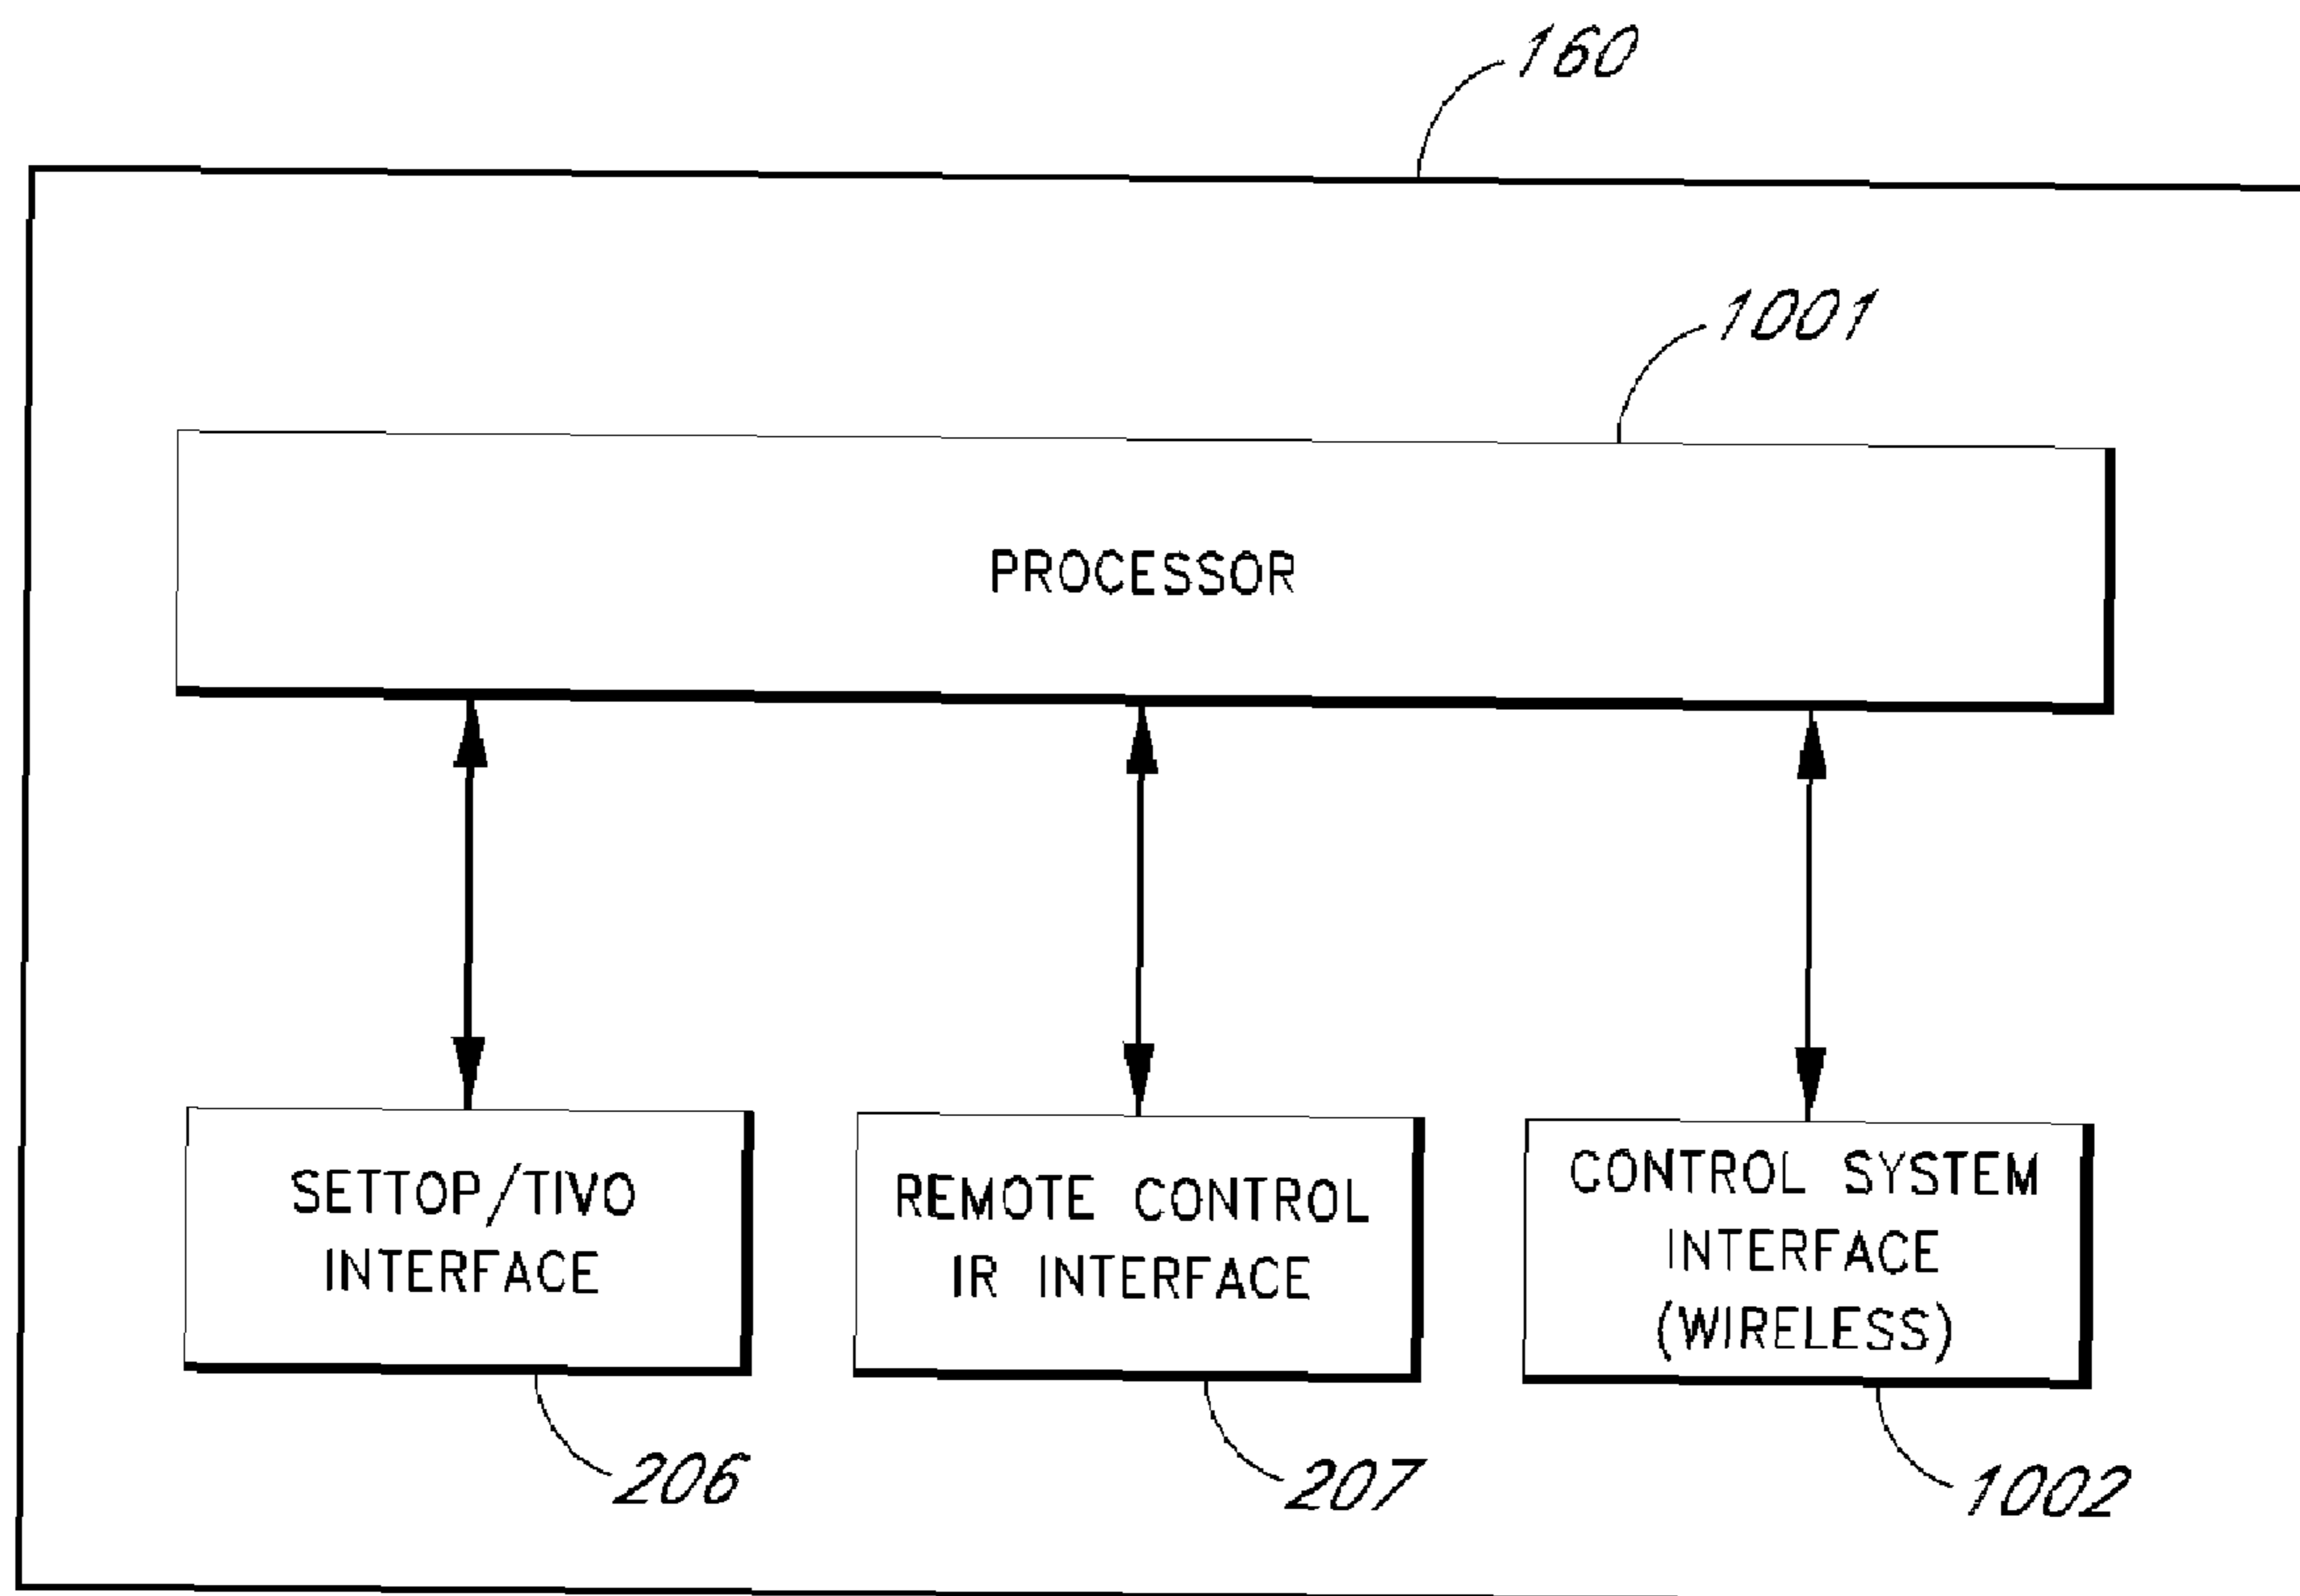 160
1001
PROCESSOR
SETTOP/TIVO
INTERFACE
REMOTE CONTROL
IR INTERFACE
CONTROL SYSTEM
INTERFACE
(WIRELESS)
206
207
1002